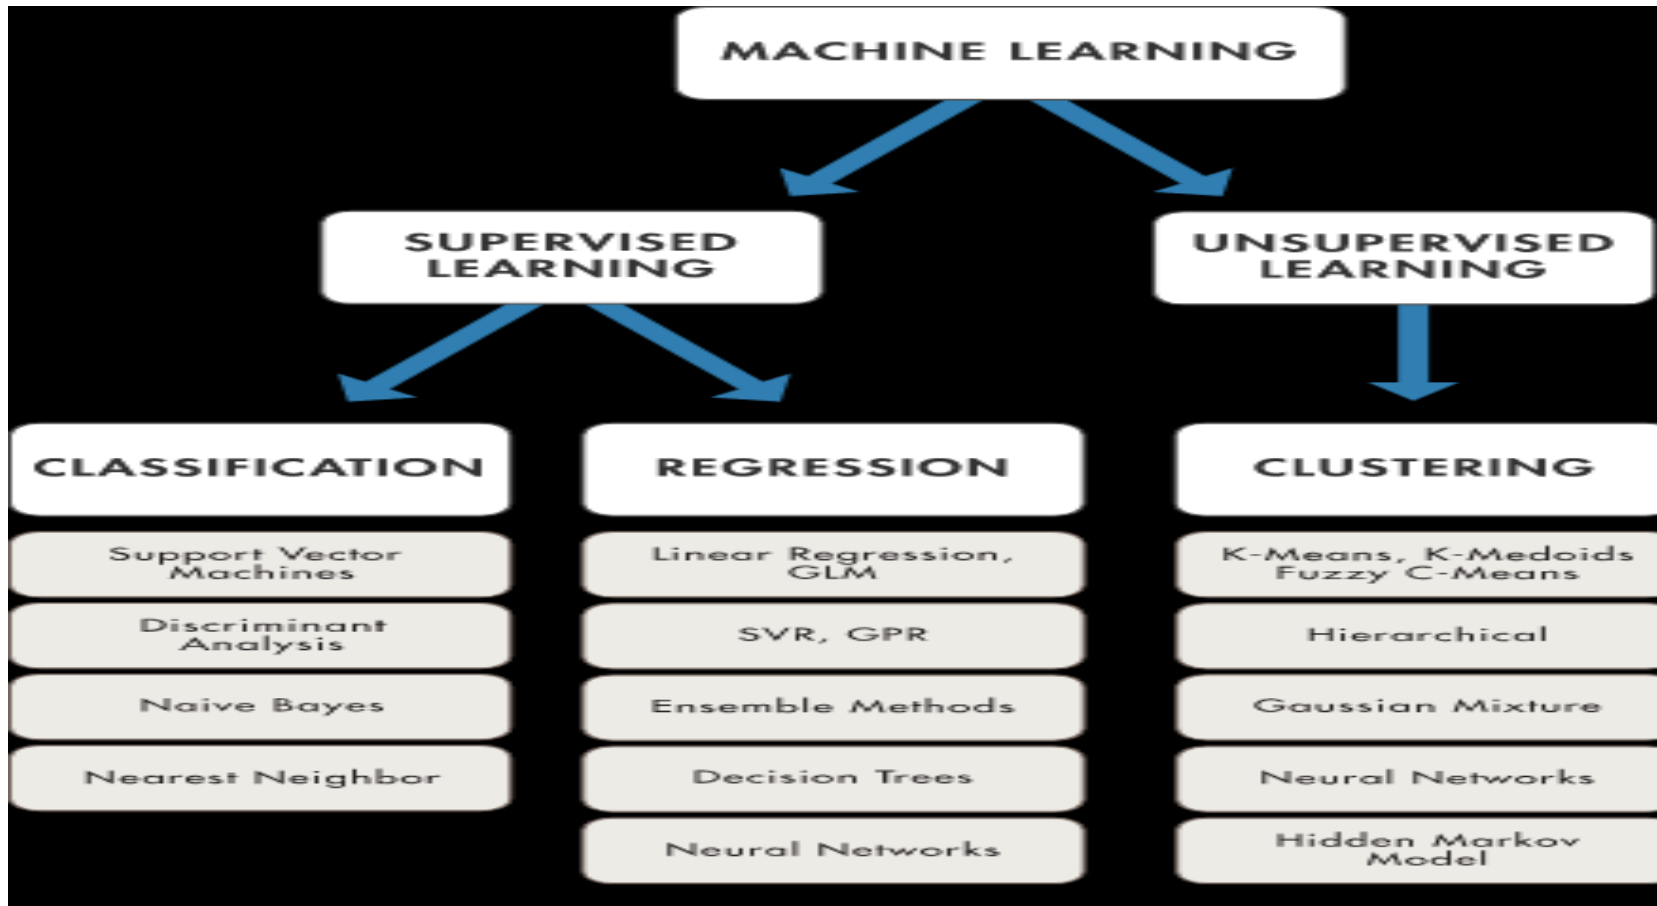 MACHINE LEARNING
SUPERVISED
LEARNING
UNSUPERVISED
LEARNING
CLASSIFICATION
Support Vector
Machines
Discriminant
Analysis
Naive Bayes
Nearest Neighbor
REGRESSION
Linear Regression,
GLM
SVR, GPR
Ensemble Methods
Decision Trees
Neural Networks
CLUSTERING
K-Means, K-Medoids
Fuzzy C-Means
Hierarchical
Gaussian Mixture
Neural Networks
Hidden Markov
Model